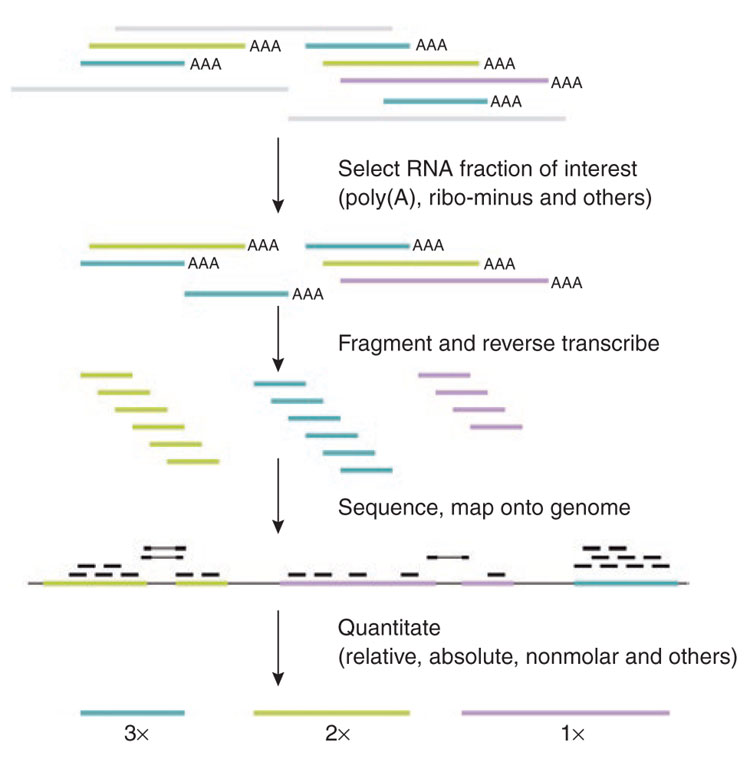 AAA
AAA
AAA
AAA
AAA
AAA
Select RNA fraction of interest
(poly(A), ribo-minus and others)
AAA
AAA
AAA
AAA
AAA
AAA
Fragment and reverse transcribe
Sequence, map onto genome
Quantitate
(relative, absolute, nonmolar and others)
3× 2× 1×